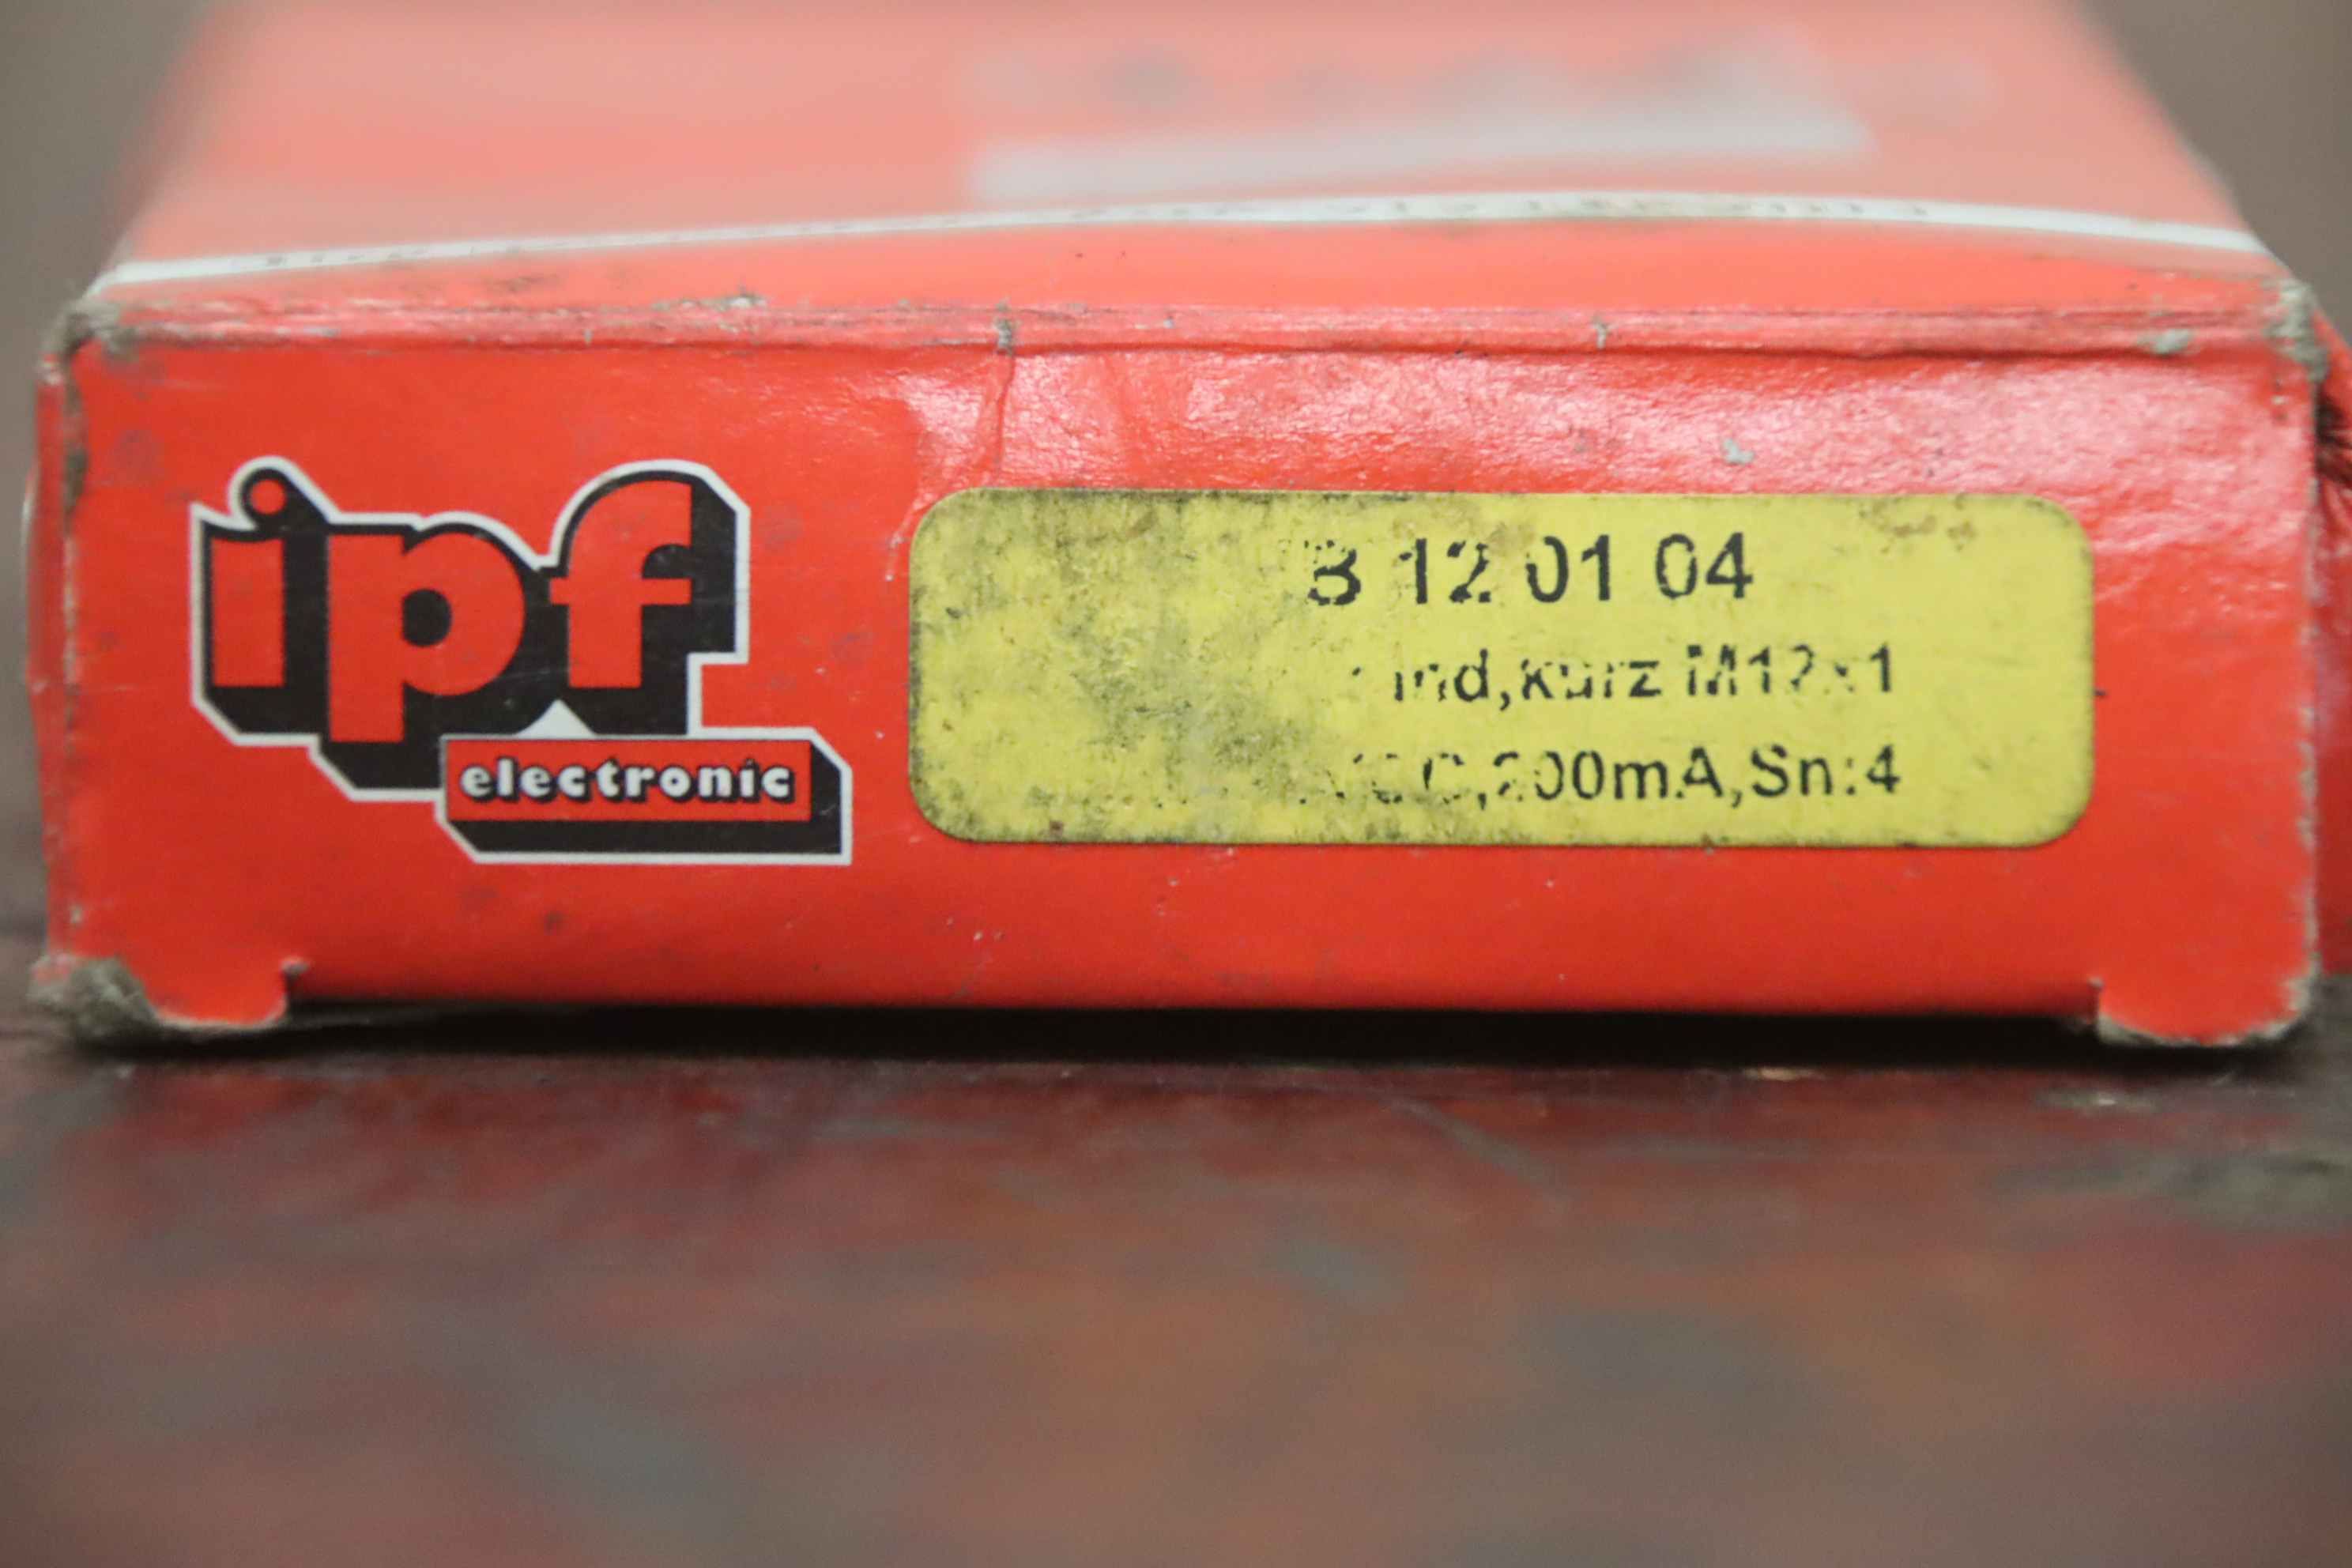 ipf
electronic
B 12 01 04
ind,kurz M12x1
200mA,Sn:4